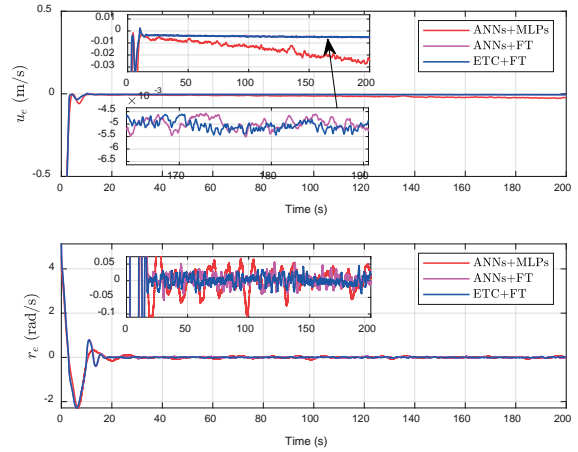 0.01
0
-0.01
-0.02
-0.03
0 50 100 150 200
× 10⁻³
-4.5
-5
-5.5
-6
-6.5
170 180 190
ANNs+MLPs
ANNs+FT
ETC+FT
0.5
0
-0.5
u_e (m/s)
0 20 40 60 80 100 120 140 160 180 200
Time (s)
0.05
0
-0.05
-0.1
0 50 100 150 200
ANNs+MLPs
ANNs+FT
ETC+FT
4
2
0
-2
r_e (rad/s)
0 20 40 60 80 100 120 140 160 180 200
Time (s)